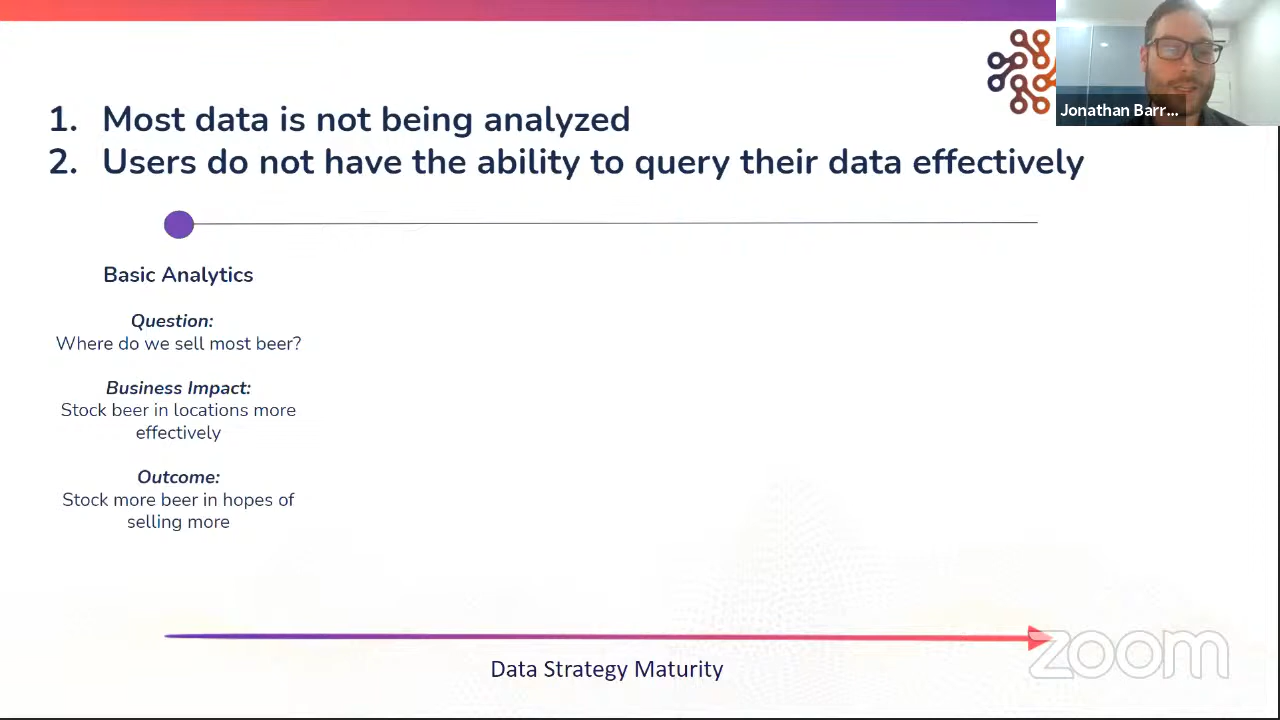 1. Most data is not being analyzed
2. Users do not have the ability to query their data effectively
Jonathan Barr...
Basic Analytics
Question:
Where do we sell most beer?
Business Impact:
Stock beer in locations more
effectively
Outcome:
Stock more beer in hopes of
selling more
Data Strategy Maturity
zoom